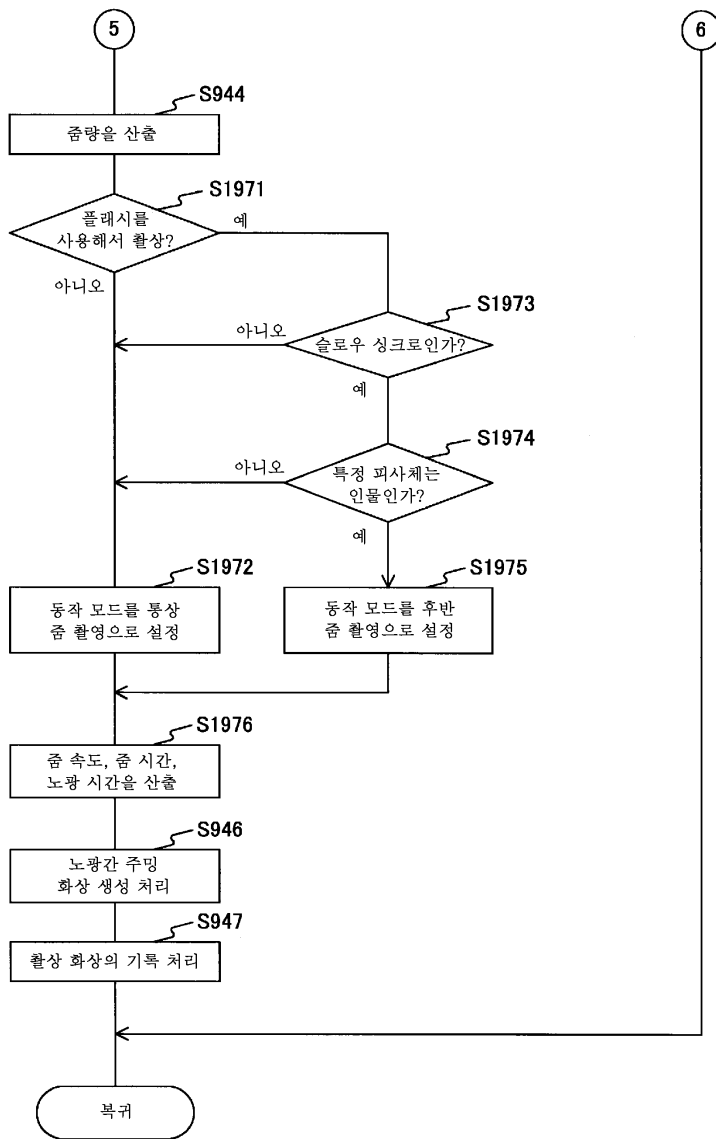 5
6
S944
줌량을 산출
S1971
플래시를
사용해서 촬상?
예
아니오
S1973
아니오
슬로우 싱크로인가?
예
S1974
아니오
특정 피사체는
인물인가?
예
S1972
동작 모드를 통상
줌 촬영으로 설정
S1975
동작 모드를 후반
줌 촬영으로 설정
S1976
줌 속도, 줌 시간,
노광 시간을 산출
S946
노광간 주밍
화상 생성 처리
S947
촬상 화상의 기록 처리
복귀